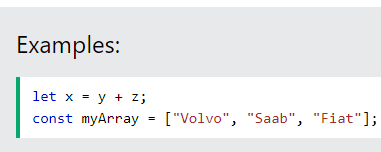 Examples:
let x = y + z;
const myArray = ["Volvo", "Saab", "Fiat"];